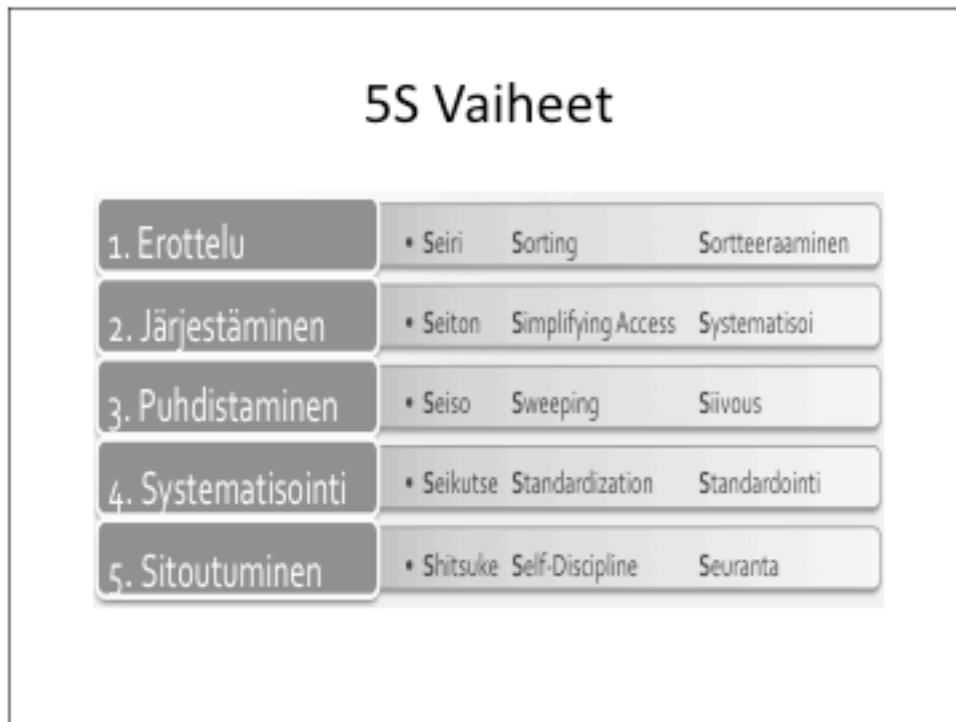 5S Vaiheet
1. Erottelu • Seiri Sorting Sortteeraaminen
2. Järjestäminen • Seiton Simplifying Access Systematisoi
3. Puhdistaminen • Seiso Sweeping Siivous
4. Systematisointi • Seikutse Standardization Standardointi
5. Sitoutuminen • Shitsuke Self-Discipline Seuranta